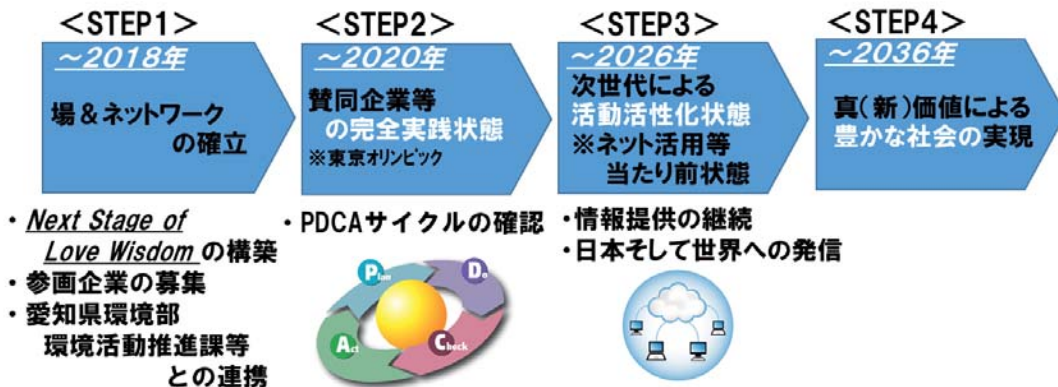 <STEP1>
~2018年
場&ネットワーク
の確立
・Next Stage of
Love Wisdom の構築
・参画企業の募集
・愛知県環境部
環境活動推進課等
との連携
<STEP2>
~2020年
賛同企業等
の完全実践状態
※東京オリンピック
・PDCAサイクルの確認
Plan
Do
Check
Act
<STEP3>
~2026年
次世代による
活動活性化状態
※ネット活用等
当たり前状態
・情報提供の継続
・日本そして世界への発信
<STEP4>
~2036年
真(新)価値による
豊かな社会の実現